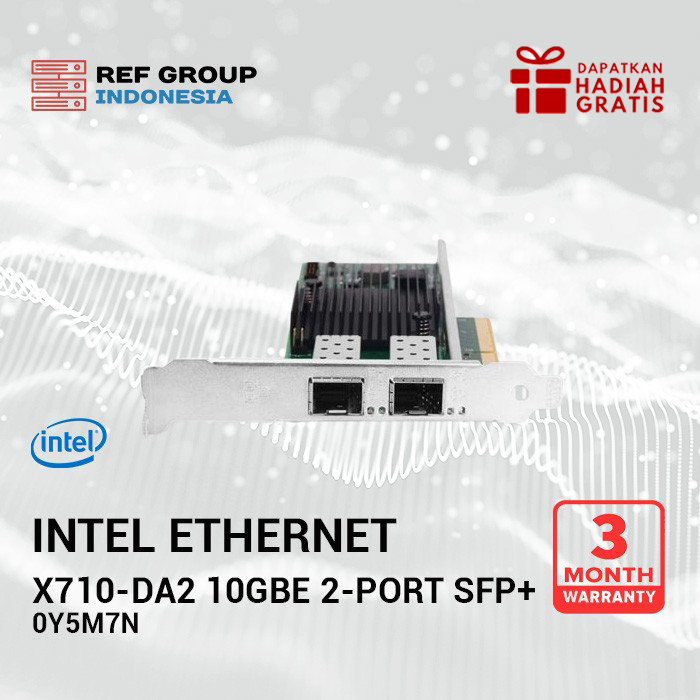 REF GROUP
INDONESIA
DAPATKAN
HADIAH
GRATIS
intel
INTEL ETHERNET
X710-DA2 10GBE 2-PORT SFP+
0Y5M7N
3
MONTH
WARRANTY